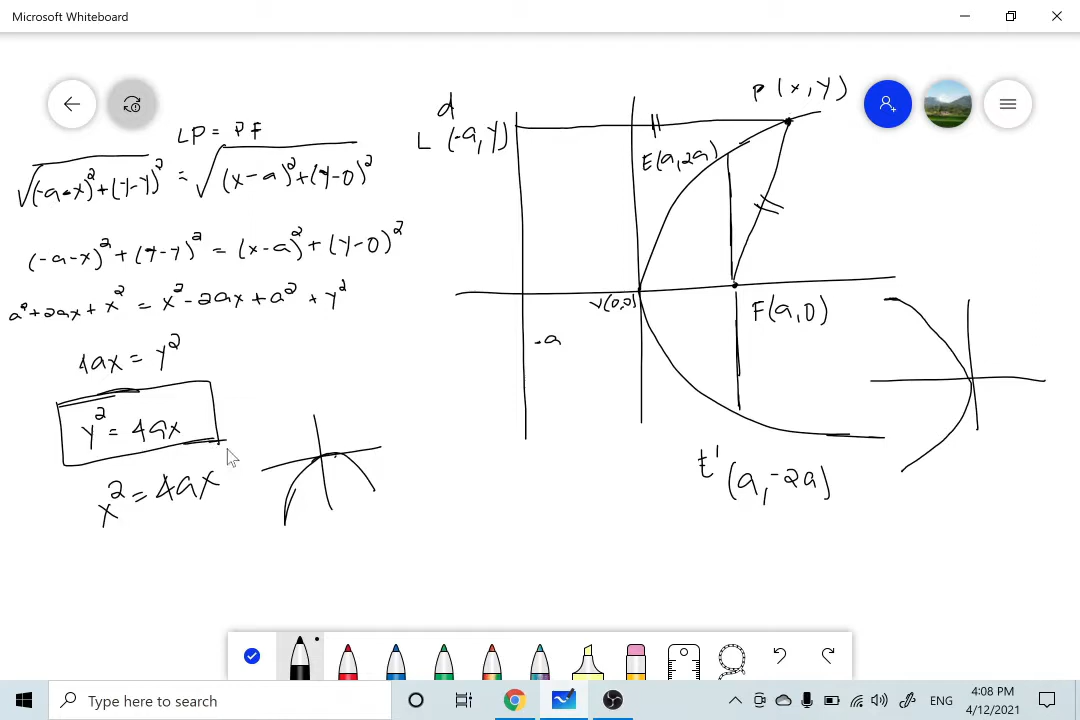 Microsoft Whiteboard
LP = PF
√(-a-x)² + (y-y)² = √(x-a)² + (y-0)²
(-a-x)² + (y-y)² = (x-a)² + (y-0)²
a² + 2ax + x² = x² - 2ax + a² + y²
4ax = y²
y² = 4ax
x² = 4ax
d
L (-a, y)
P (x, y)
E(a, 2a)
V(0,0)
F(a, 0)
-a
E' (a, -2a)
Type here to search
ENG
4:08 PM
4/12/2021